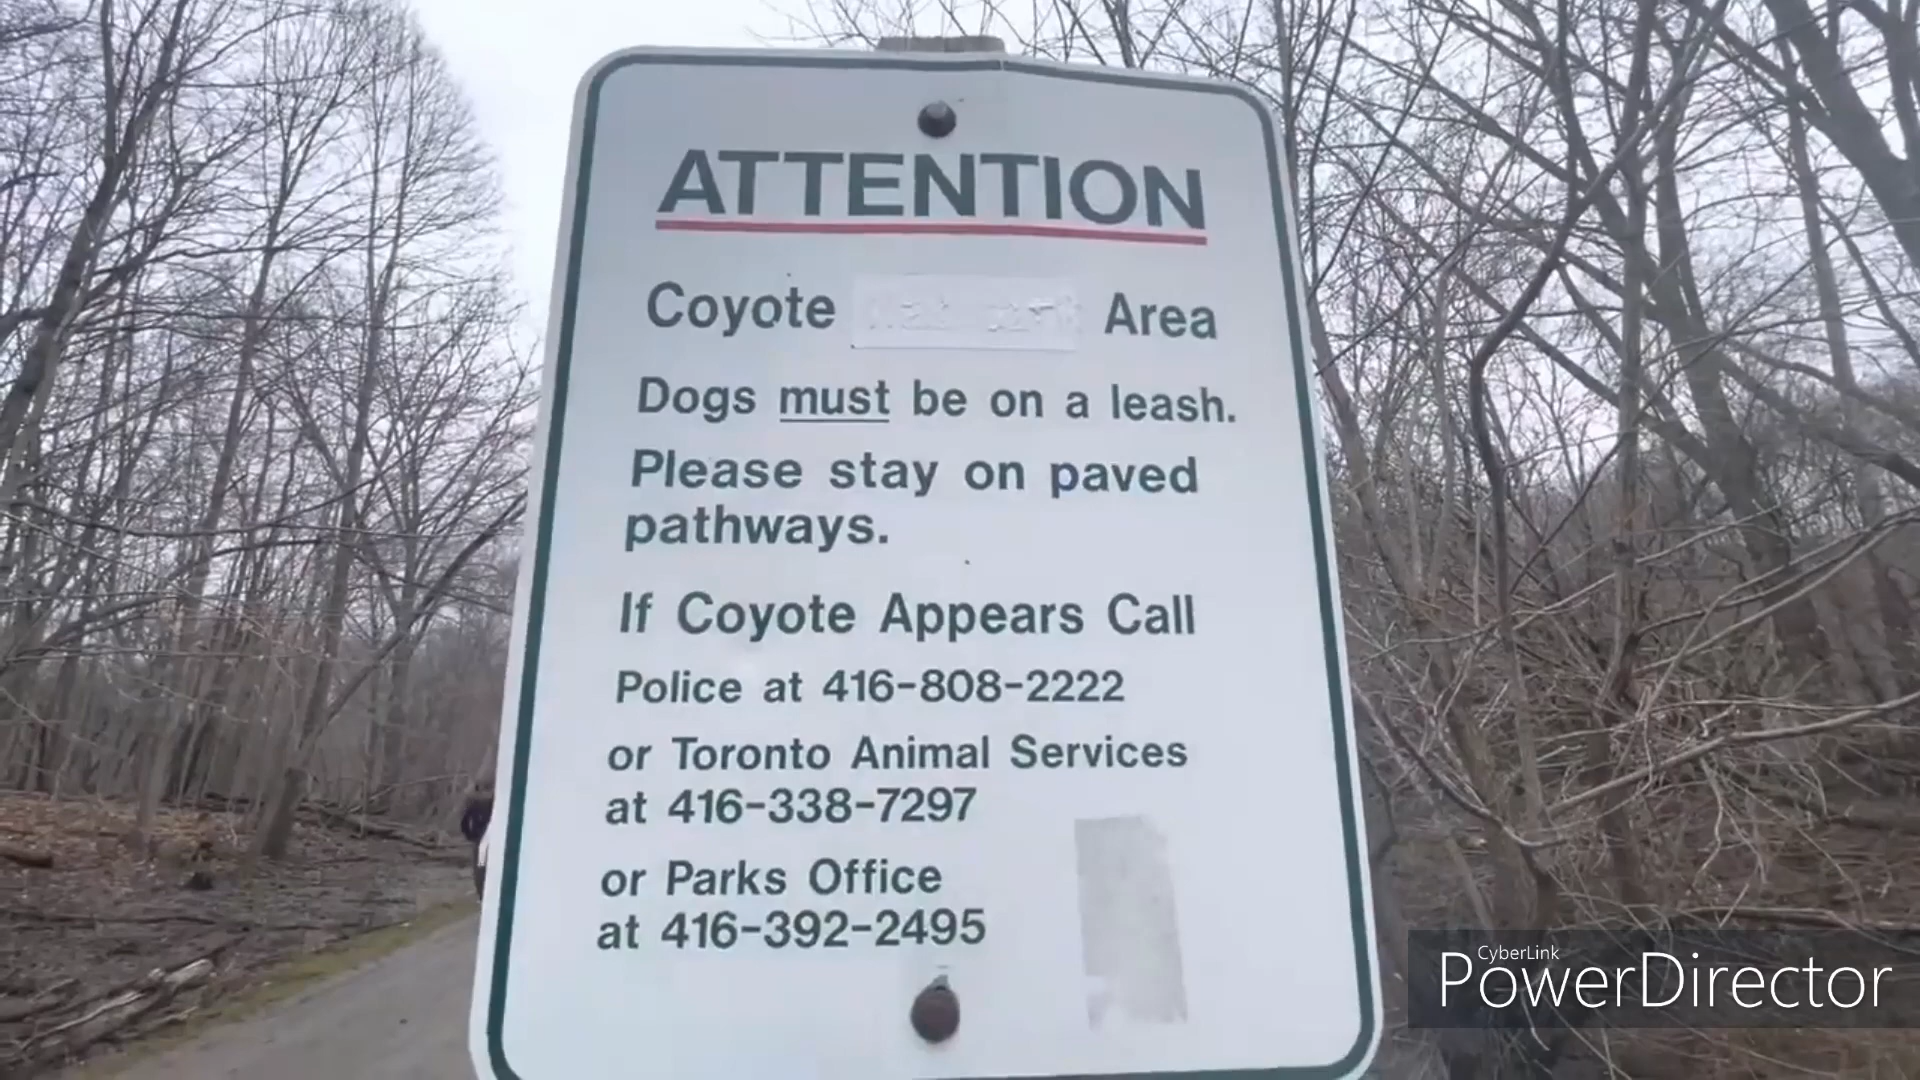 ATTENTION
Coyote Area
Dogs must be on a leash.
Please stay on paved
pathways.
If Coyote Appears Call
Police at 416-808-2222
or Toronto Animal Services
at 416-338-7297
or Parks Office
at 416-392-2495
CyberLink
PowerDirector